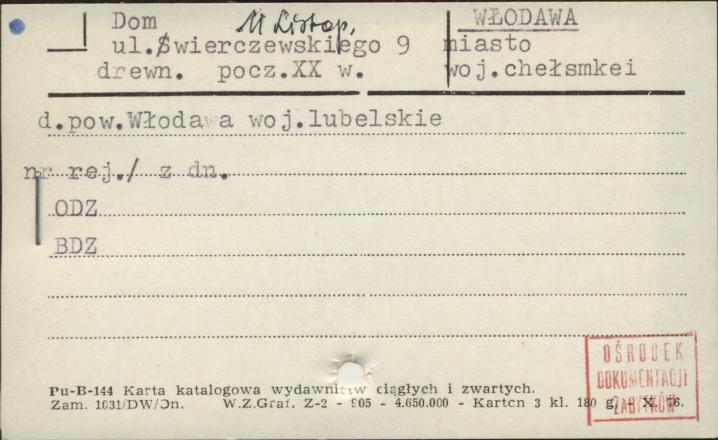 Dom 11 Listop. WŁODAWA
ul.Świerczewskiego 9 miasto
drewn. pocz.XX w. woj.chełsmkei
d.pow.Włodawa woj.lubelskie
nr rej./ z dn.
ODZ
BDZ
OŚRODEK
DOKUMENTACJI
ZABYTKÓW
Pu-B-144 Karta katalogowa wydawnictw ciągłych i zwartych.
Zam. 1031/DW/Dn. W.Z.Graf. Z-2 - 905 - 4.650.000 - Karton 3 kl. 180 g. X. 76.